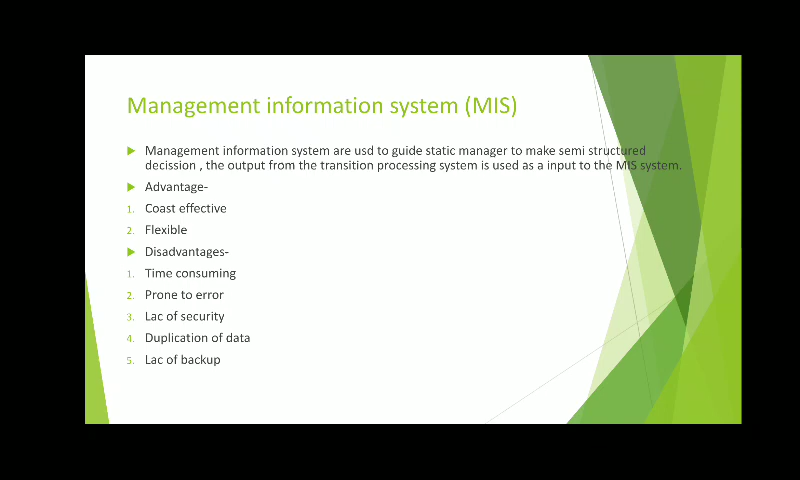 Management information system (MIS)
Management information system are usd to guide static manager to make semi structured
decission , the output from the transition processing system is used as a input to the MIS system.
Advantage-
1. Coast effective
2. Flexible
Disadvantages-
1. Time consuming
2. Prone to error
3. Lac of security
4. Duplication of data
5. Lac of backup